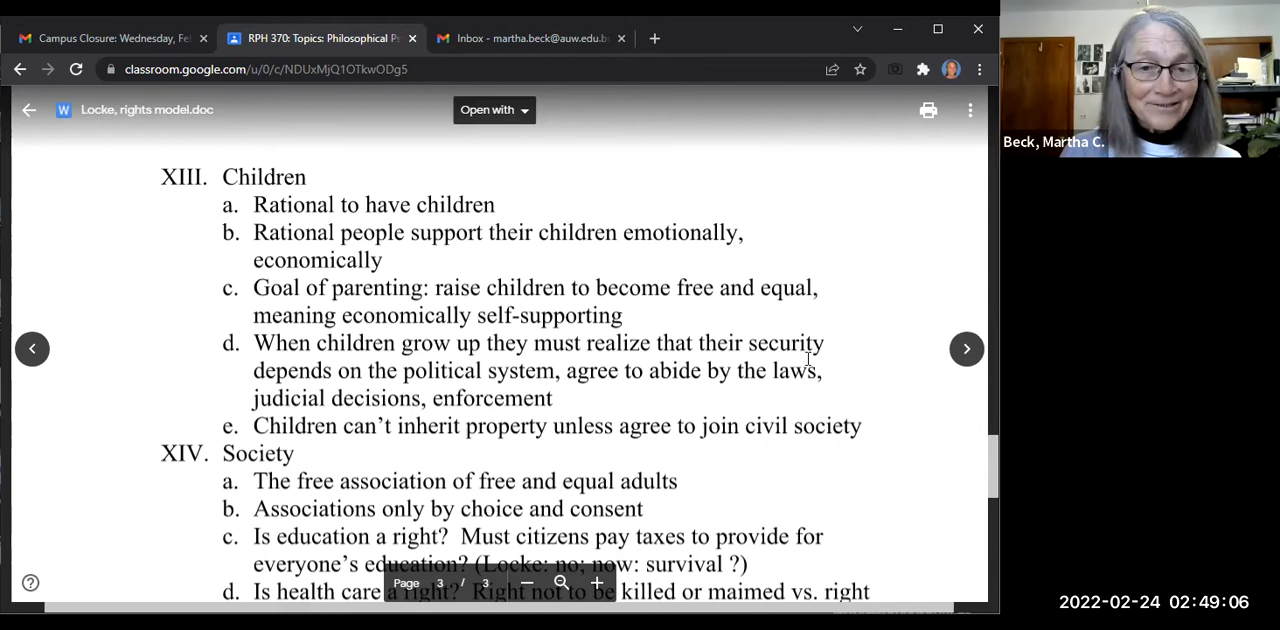 Campus Closure: Wednesday, Fe
RPH 370: Topics: Philosophical Ps
Inbox - martha.beck@auw.edu.b
classroom.google.com/u/0/c/NDUxMjQ1OTkwODg5
W Locke, rights model.doc
Open with
Beck, Martha C.
XIII. Children
a. Rational to have children
b. Rational people support their children emotionally,
economically
c. Goal of parenting: raise children to become free and equal,
meaning economically self-supporting
d. When children grow up they must realize that their security
depends on the political system, agree to abide by the laws,
judicial decisions, enforcement
e. Children can’t inherit property unless agree to join civil society
XIV. Society
a. The free association of free and equal adults
b. Associations only by choice and consent
c. Is education a right? Must citizens pay taxes to provide for
everyone’s education? (Locke: no; now: survival ?)
d. Is health care a right? Right not to be killed or maimed vs. right
Page 3 / 3
2022-02-24 02:49:06